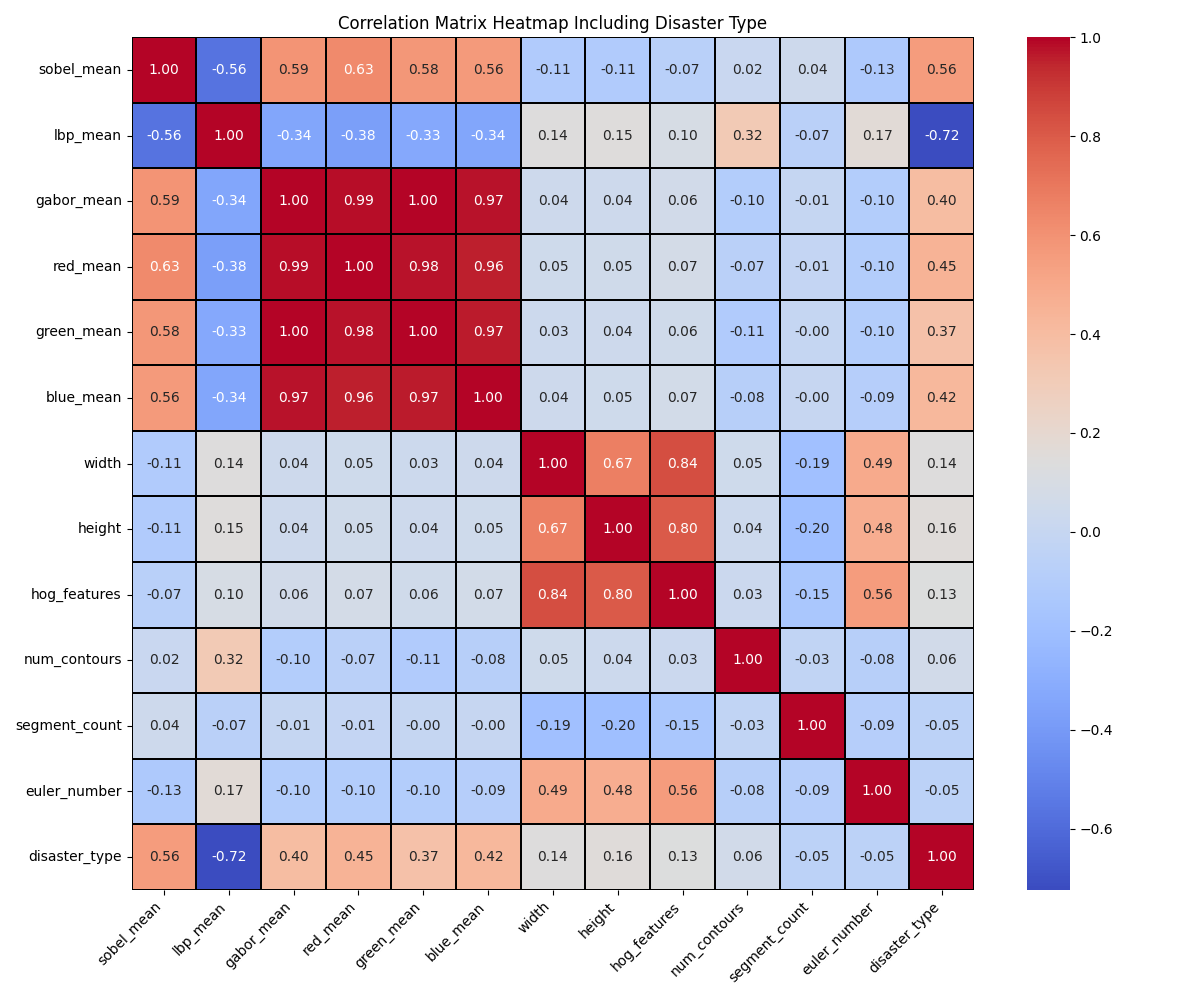 Correlation Matrix Heatmap Including Disaster Type
sobel_mean 1.00 -0.56 0.59 0.63 0.58 0.56 -0.11 -0.11 -0.07 0.02 0.04 -0.13 0.56
lbp_mean -0.56 1.00 -0.34 -0.38 -0.33 -0.34 0.14 0.15 0.10 0.32 -0.07 0.17 -0.72
gabor_mean 0.59 -0.34 1.00 0.99 1.00 0.97 0.04 0.04 0.06 -0.10 -0.01 -0.10 0.40
red_mean 0.63 -0.38 0.99 1.00 0.98 0.96 0.05 0.05 0.07 -0.07 -0.01 -0.10 0.45
green_mean 0.58 -0.33 1.00 0.98 1.00 0.97 0.03 0.04 0.06 -0.11 -0.00 -0.10 0.37
blue_mean 0.56 -0.34 0.97 0.96 0.97 1.00 0.04 0.05 0.07 -0.08 -0.00 -0.09 0.42
width -0.11 0.14 0.04 0.05 0.03 0.04 1.00 0.67 0.84 0.05 -0.19 0.49 0.14
height -0.11 0.15 0.04 0.05 0.04 0.05 0.67 1.00 0.80 0.04 -0.20 0.48 0.16
hog_features -0.07 0.10 0.06 0.07 0.06 0.07 0.84 0.80 1.00 0.03 -0.15 0.56 0.13
num_contours 0.02 0.32 -0.10 -0.07 -0.11 -0.08 0.05 0.04 0.03 1.00 -0.03 -0.08 0.06
segment_count 0.04 -0.07 -0.01 -0.01 -0.00 -0.00 -0.19 -0.20 -0.15 -0.03 1.00 -0.09 -0.05
euler_number -0.13 0.17 -0.10 -0.10 -0.10 -0.09 0.49 0.48 0.56 -0.08 -0.09 1.00 -0.05
disaster_type 0.56 -0.72 0.40 0.45 0.37 0.42 0.14 0.16 0.13 0.06 -0.05 -0.05 1.00
sobel_mean lbp_mean gabor_mean red_mean green_mean blue_mean width height hog_features num_contours segment_count euler_number disaster_type
1.0
0.8
0.6
0.4
0.2
0.0
−0.2
−0.4
−0.6